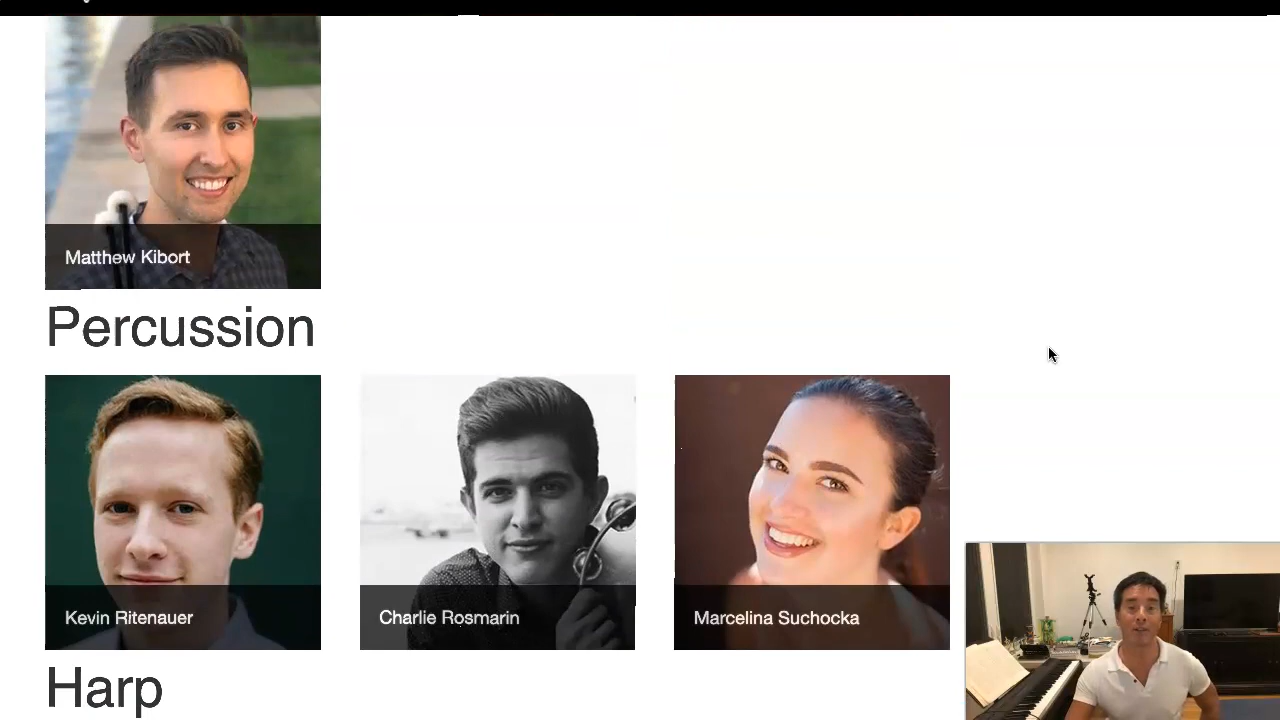 Matthew Kibort
Percussion
Kevin Ritenauer
Charlie Rosmarin
Marcelina Suchocka
Harp